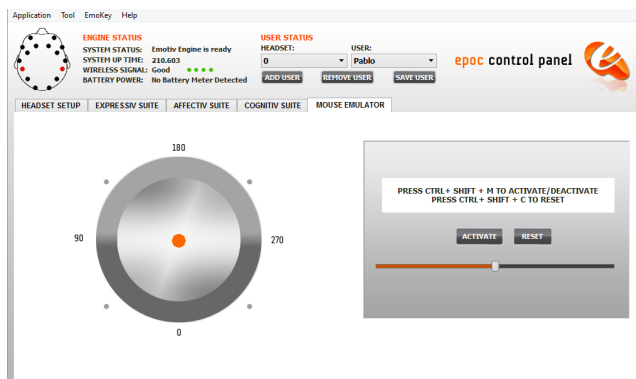 Application Tool EmoKey Help
ENGINE STATUS
SYSTEM STATUS: Emotiv Engine is ready
SYSTEM UP TIME: 210.603
WIRELESS SIGNAL: Good
BATTERY POWER: No Battery Meter Detected
USER STATUS
HEADSET: USER:
0 Pablo
ADD USER REMOVE USER SAVE USER
epoc control panel
HEADSET SETUP EXPRESSIV SUITE AFFECTIV SUITE COGNITIV SUITE MOUSE EMULATOR
180
90
270
0
PRESS CTRL+ SHIFT + M TO ACTIVATE/DEACTIVATE
PRESS CTRL+ SHIFT + C TO RESET
ACTIVATE RESET